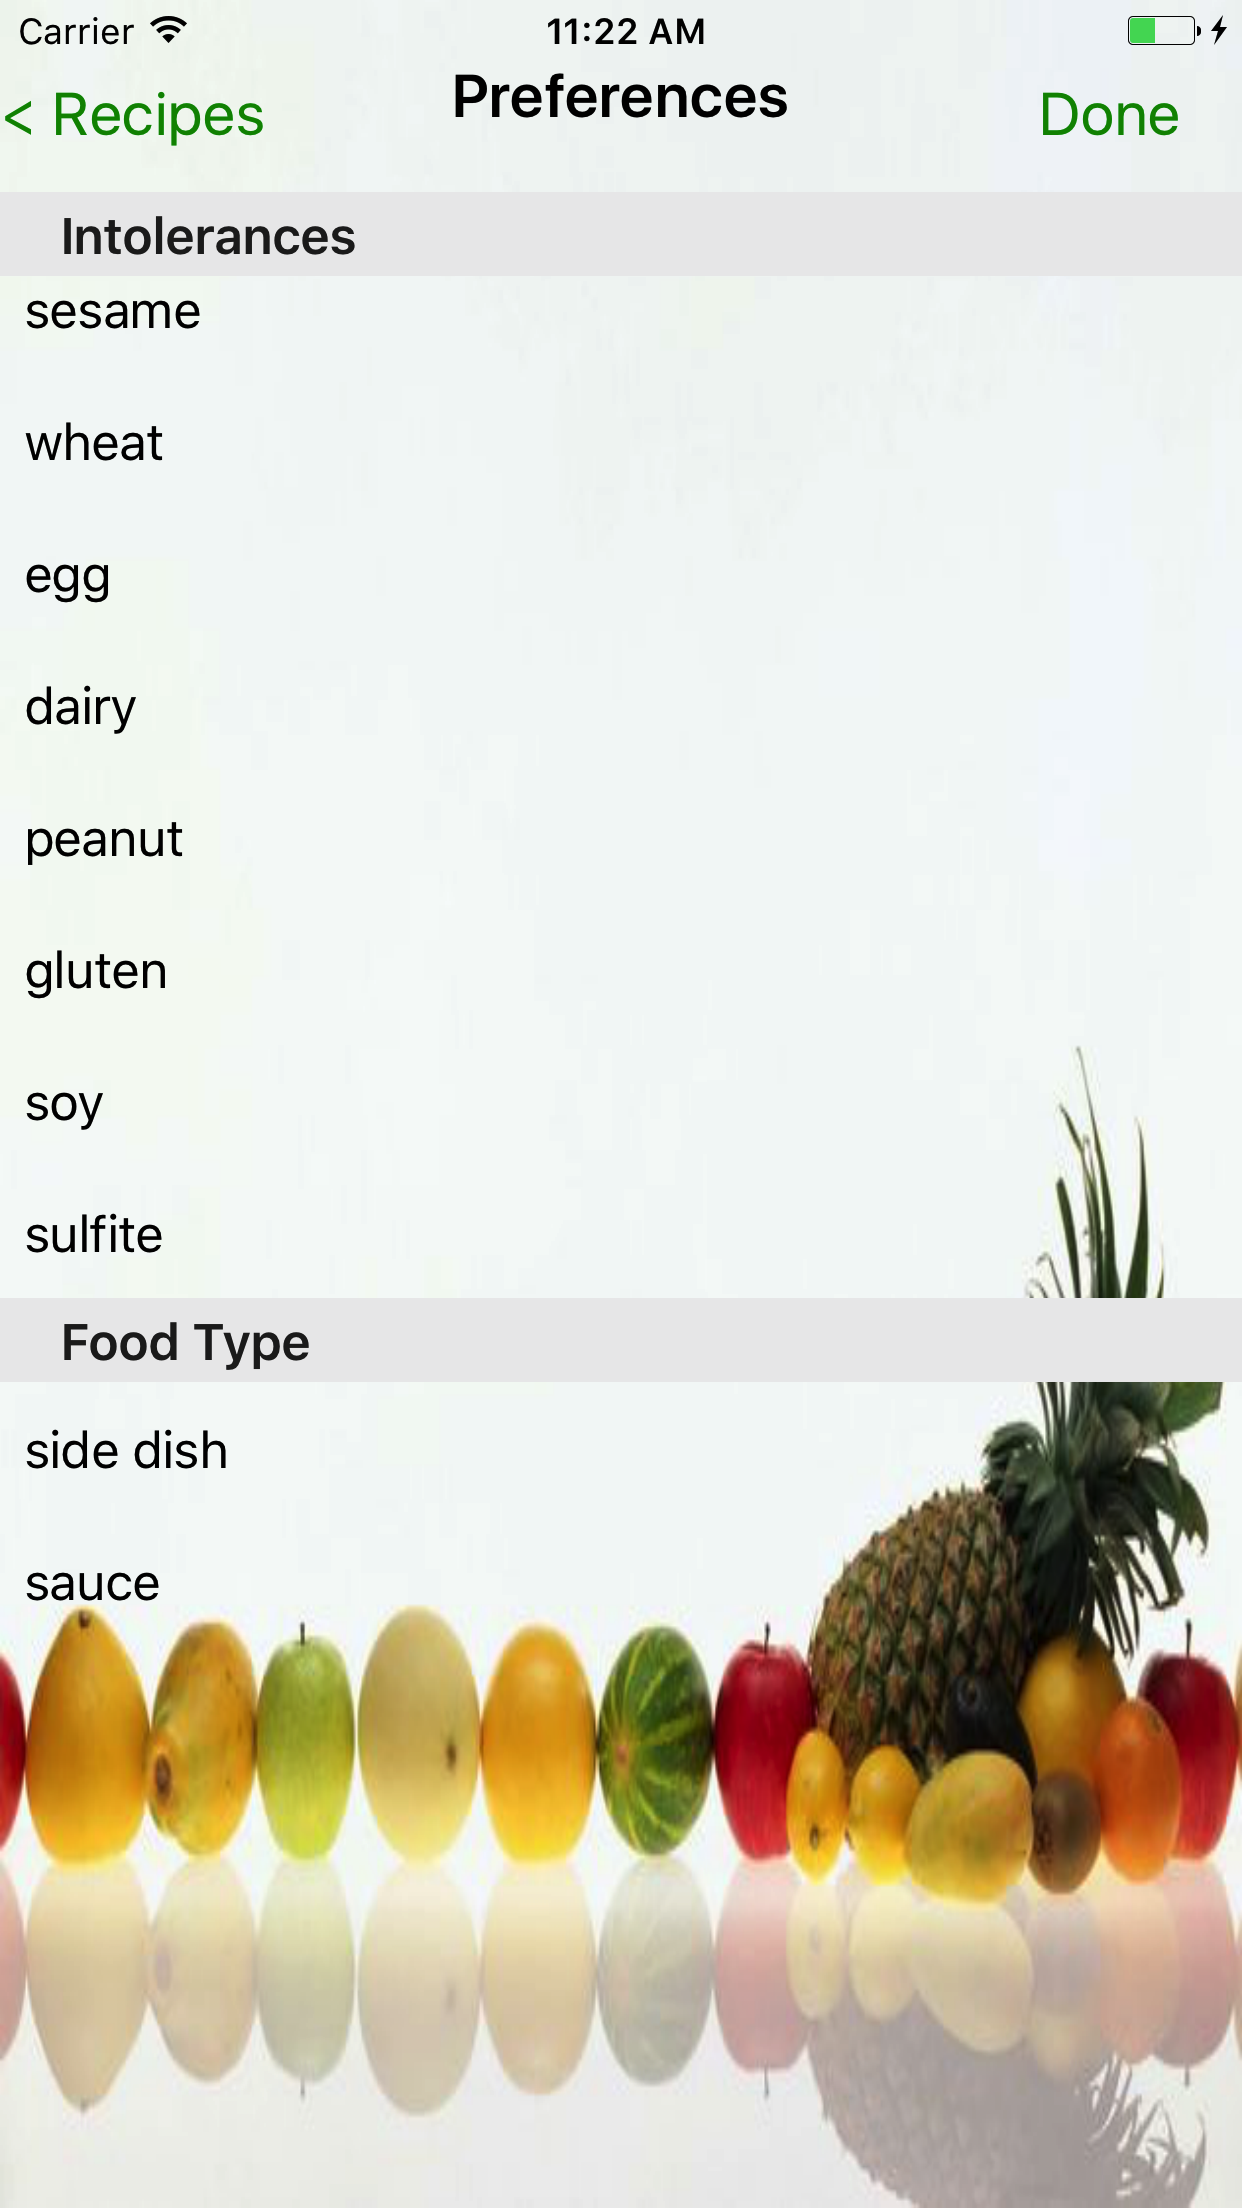 Carrier 11:22 AM
< Recipes Preferences Done
Intolerances
sesame
wheat
egg
dairy
peanut
gluten
soy
sulfite
Food Type
side dish
sauce